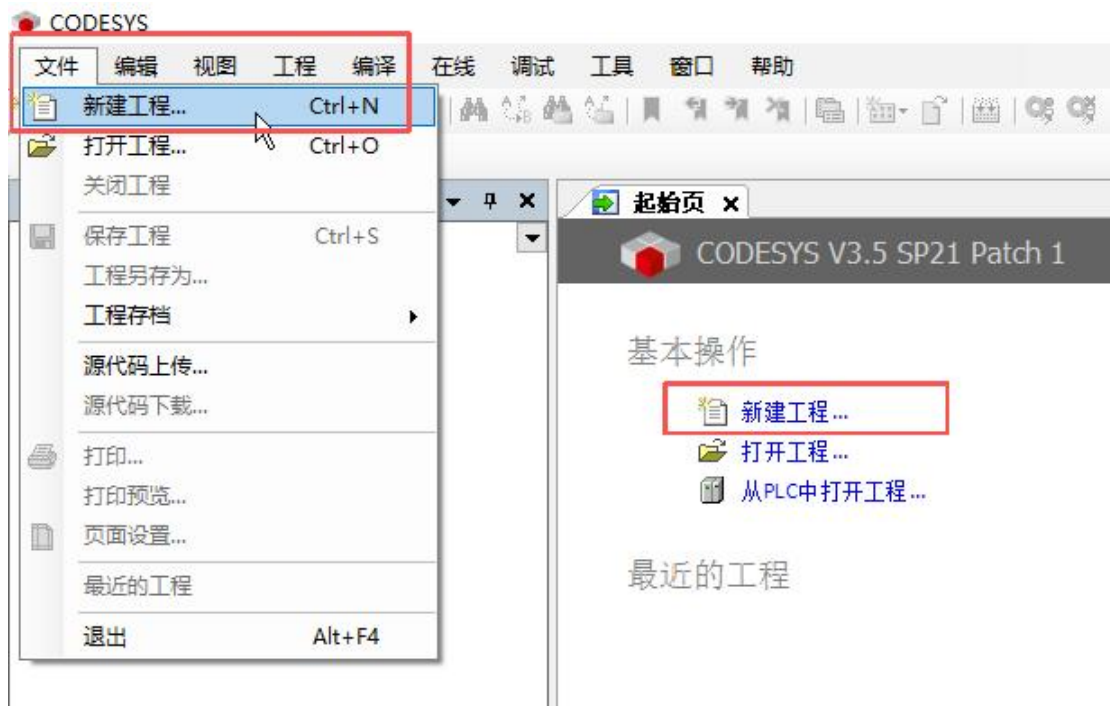 CODESYS
文件 编辑 视图 工程 编译 在线 调试 工具 窗口 帮助
新建工程... Ctrl+N
打开工程... Ctrl+O
关闭工程
保存工程 Ctrl+S
工程另存为...
工程存档
源代码上传...
源代码下载...
打印...
打印预览...
页面设置...
最近的工程
退出 Alt+F4
起始页
CODESYS V3.5 SP21 Patch 1
基本操作
新建工程...
打开工程...
从PLC中打开工程...
最近的工程